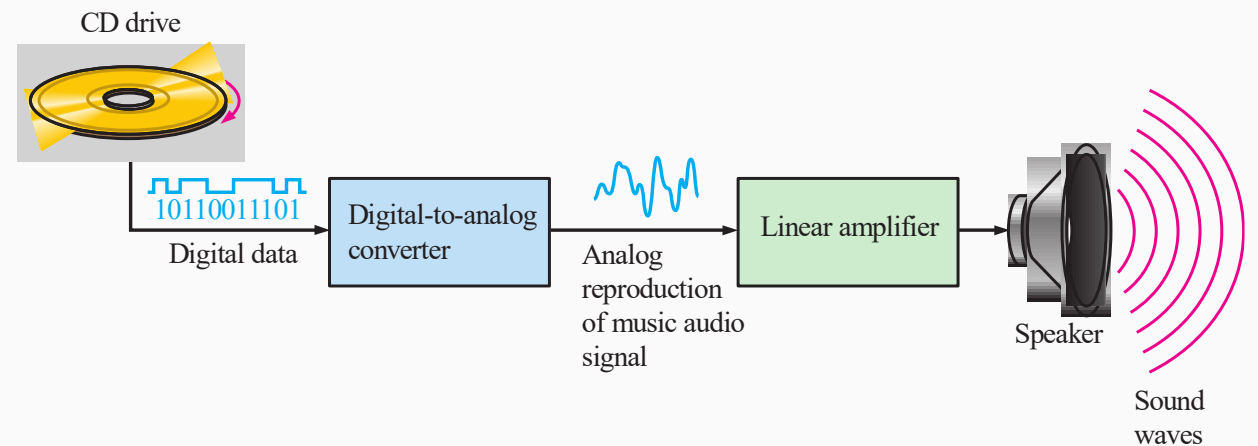 CD drive
10110011101
Digital data
Digital-to-analog
converter
Analog
reproduction
of music audio
signal
Linear amplifier
Speaker
Sound
waves